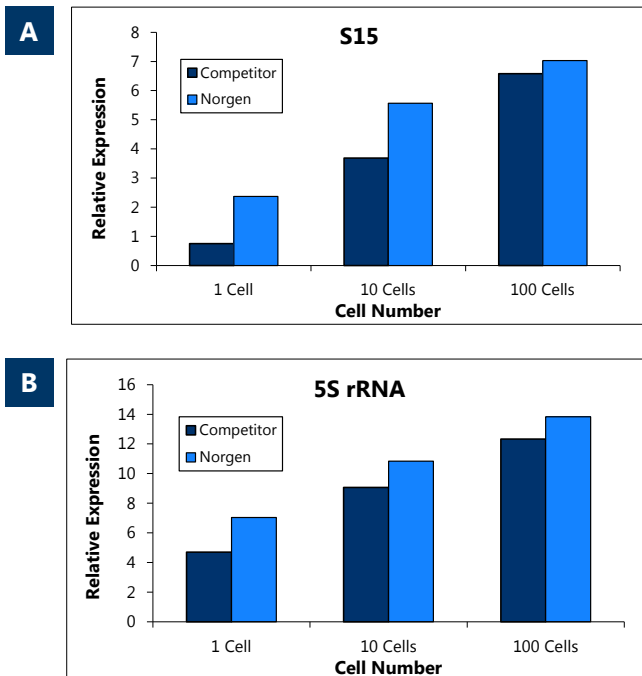 A
S15
Competitor
Norgen
Relative Expression
8
7
6
5
4
3
2
1
0
1 Cell 10 Cells 100 Cells
Cell Number
B
5S rRNA
Competitor
Norgen
Relative Expression
16
14
12
10
8
6
4
2
0
1 Cell 10 Cells 100 Cells
Cell Number